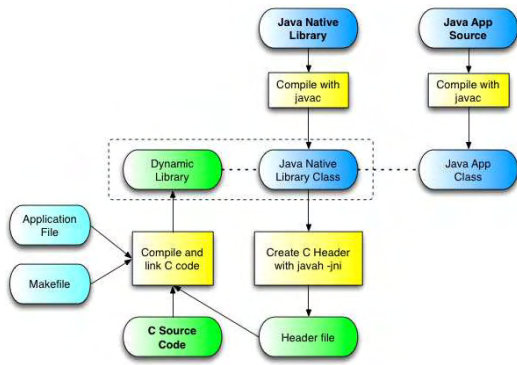 Java Native
Library
Java App
Source
Compile with
javac
Compile with
javac
Dynamic
Library
Java Native
Library Class
Java App
Class
Application
File
Makefile
Compile and
link C code
Create C Header
with javah -jni
C Source
Code
Header file